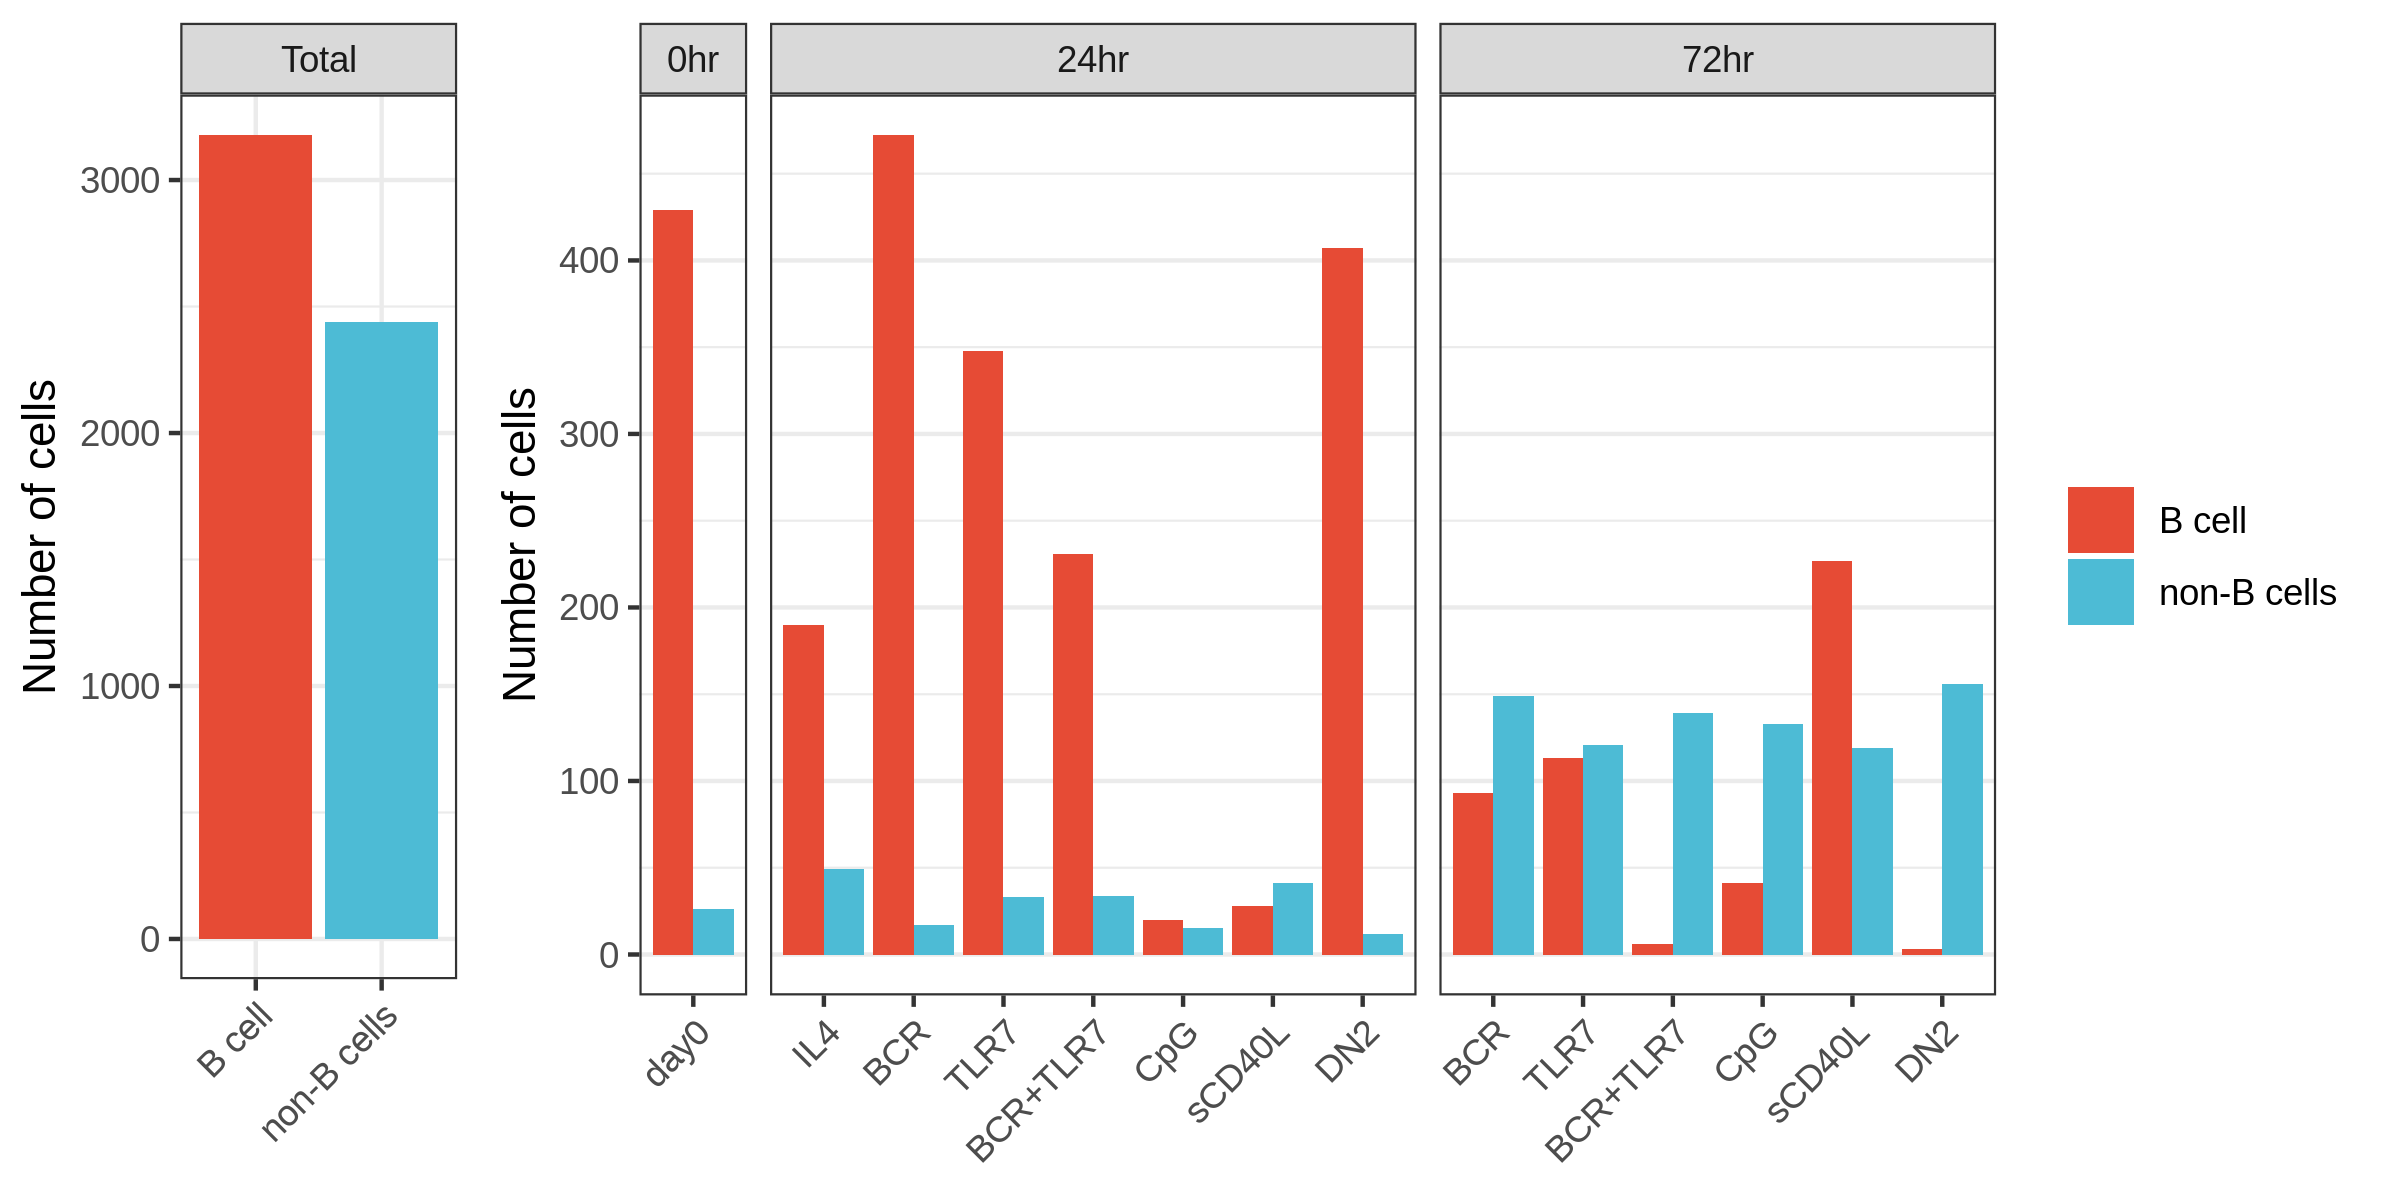 Total
0hr
24hr
72hr
Number of cells
3000
2000
1000
0
B cell
non-B cells
Number of cells
400
300
200
100
0
day0
IL4
BCR
TLR7
BCR+TLR7
CpG
sCD40L
DN2
BCR
TLR7
BCR+TLR7
CpG
sCD40L
DN2
B cell
non-B cells